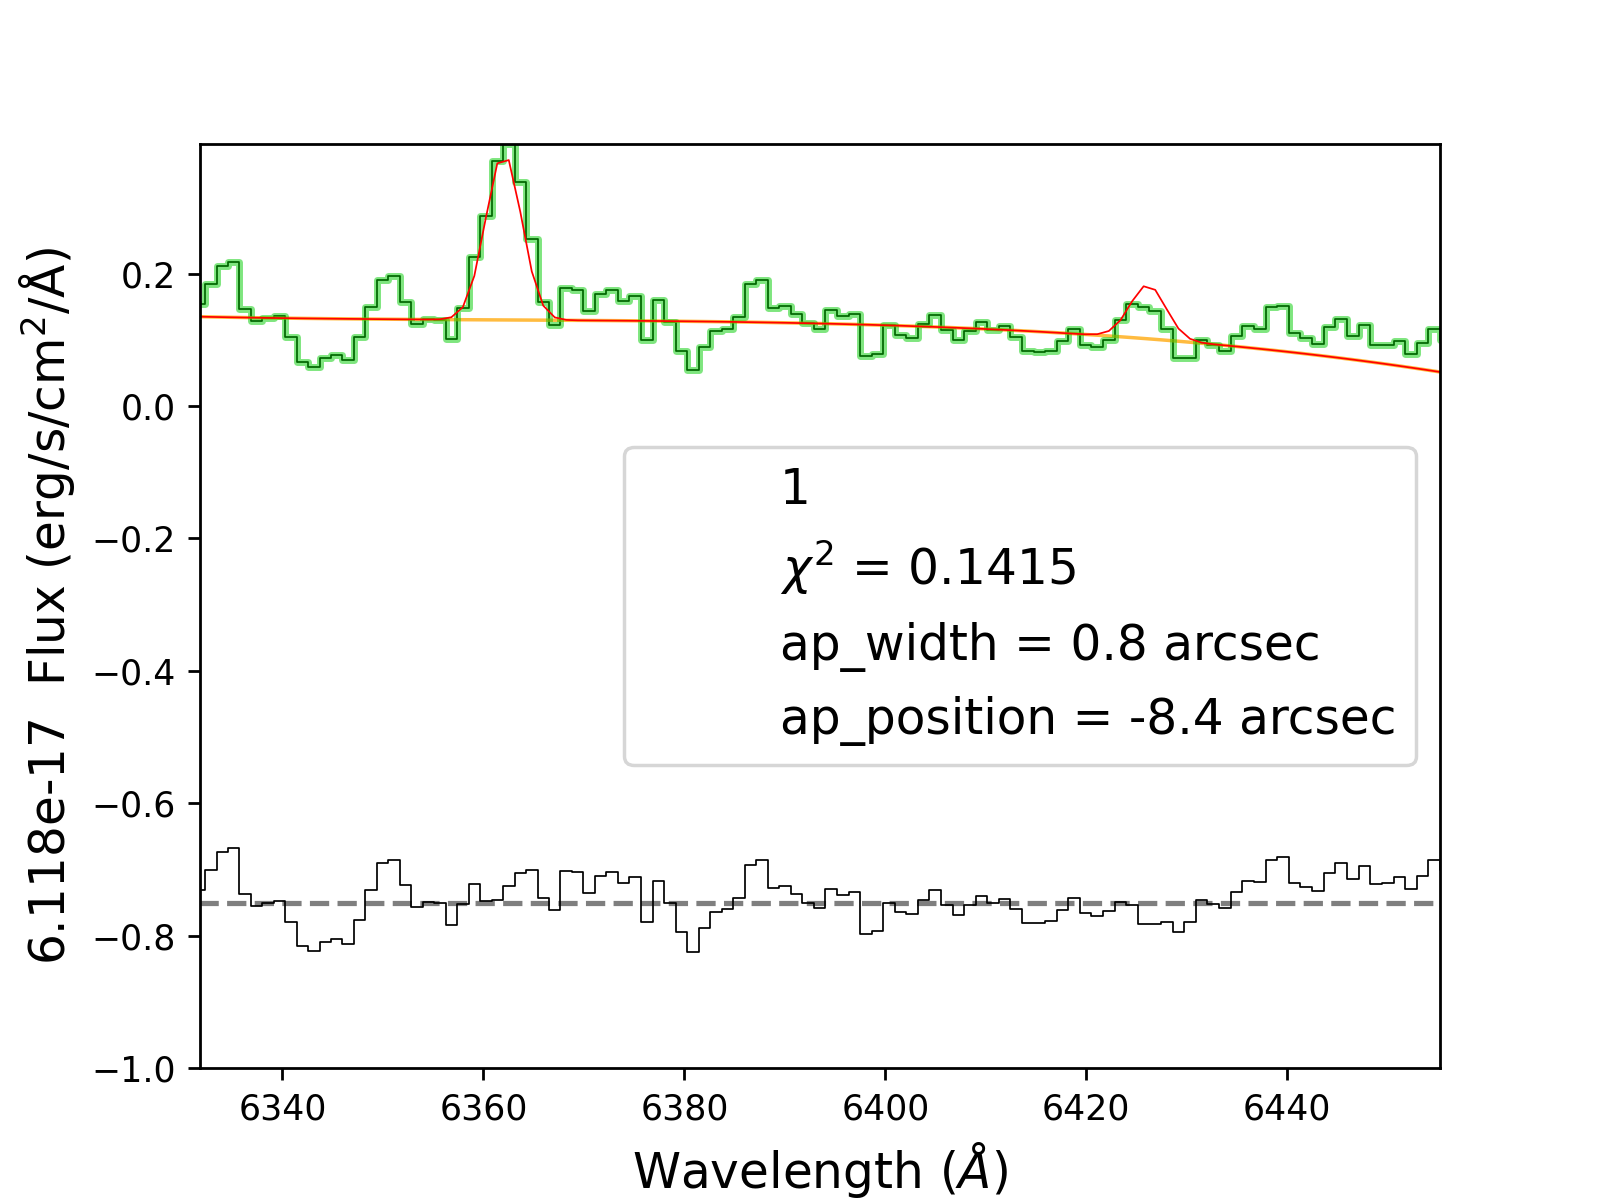 6.118e-17 Flux (erg/s/cm²/Å)
0.2
0.0
−0.2
−0.4
−0.6
−0.8
−1.0
1
χ² = 0.1415
ap_width = 0.8 arcsec
ap_position = -8.4 arcsec
6340 6360 6380 6400 6420 6440
Wavelength (Å)